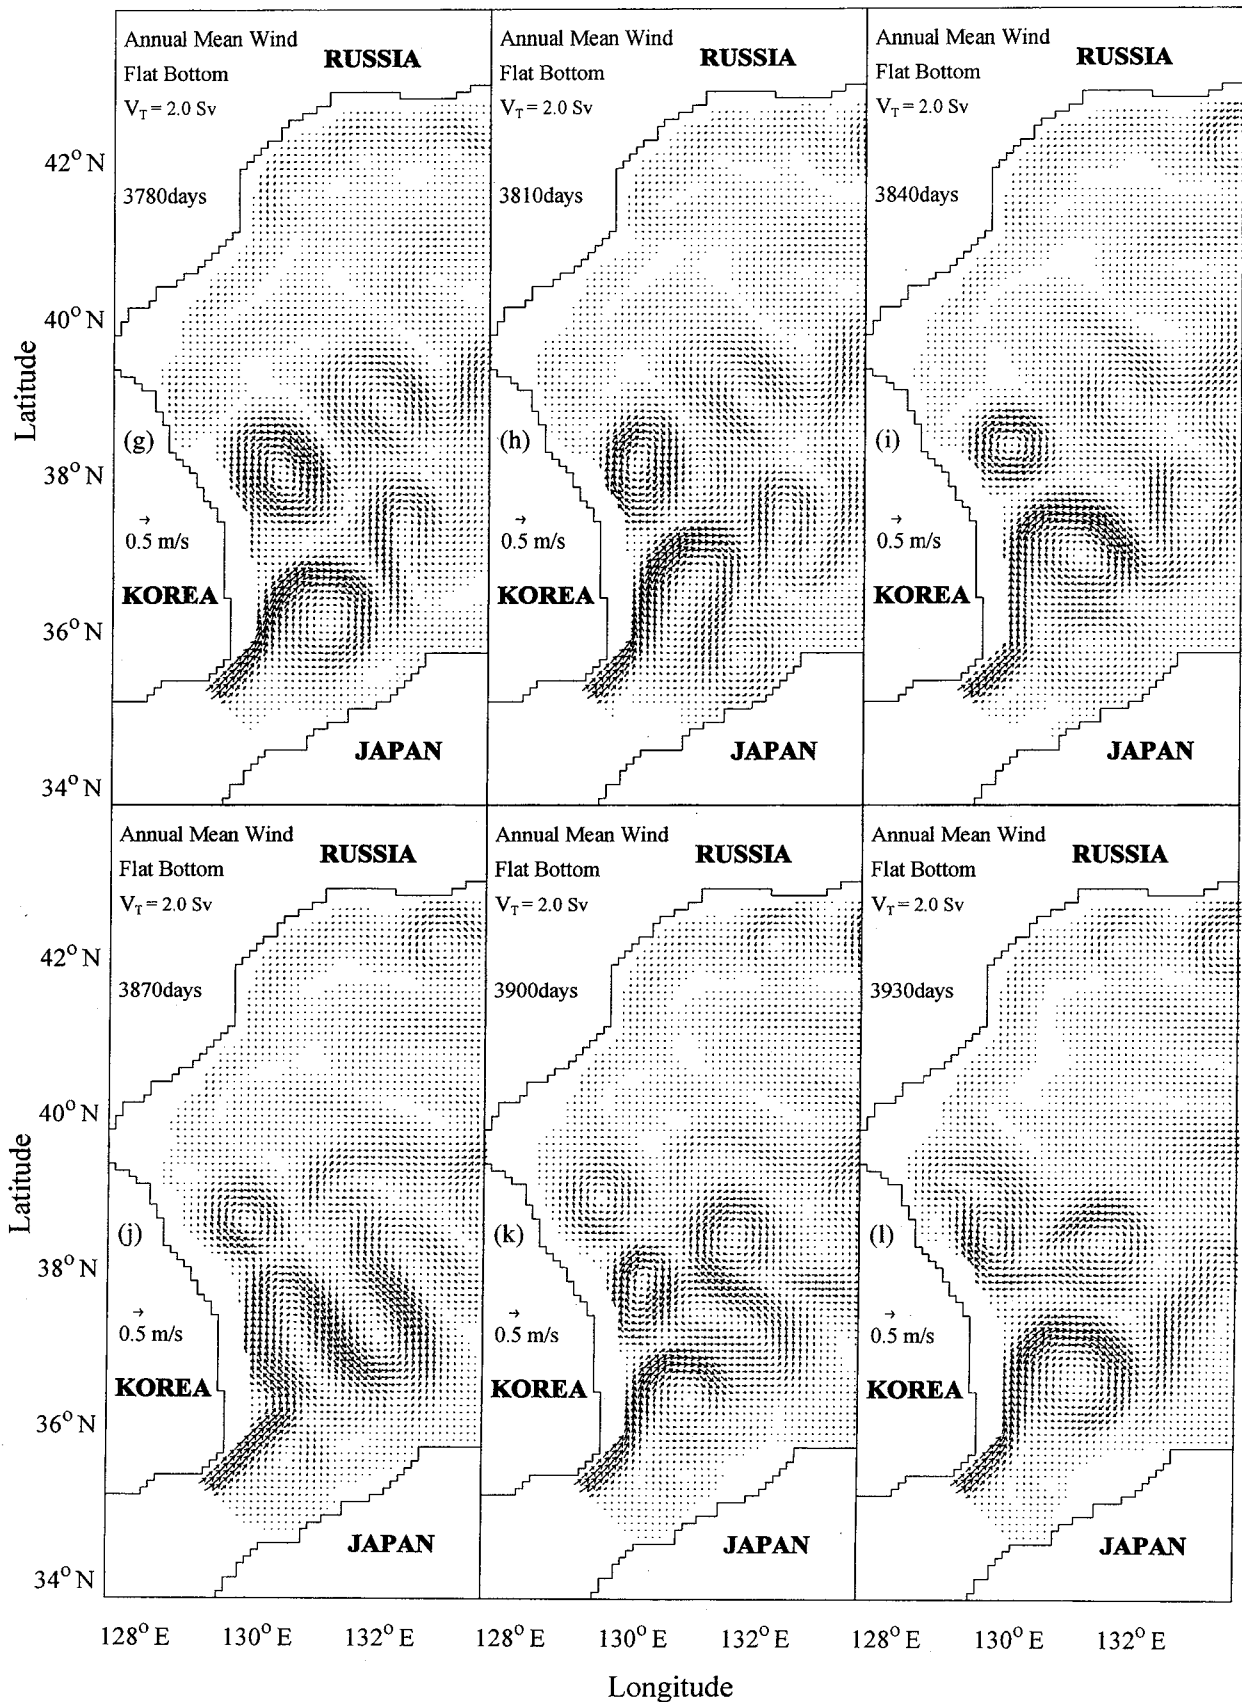 Annual Mean Wind
Flat Bottom
V_T = 2.0 Sv
RUSSIA
3780days
(g)
0.5 m/s
KOREA
JAPAN
Annual Mean Wind
Flat Bottom
V_T = 2.0 Sv
RUSSIA
3810days
(h)
0.5 m/s
KOREA
JAPAN
Annual Mean Wind
Flat Bottom
V_T = 2.0 Sv
RUSSIA
3840days
(i)
0.5 m/s
KOREA
JAPAN
42° N
40° N
38° N
36° N
34° N
Latitude
Annual Mean Wind
Flat Bottom
V_T = 2.0 Sv
RUSSIA
3870days
(j)
0.5 m/s
KOREA
JAPAN
Annual Mean Wind
Flat Bottom
V_T = 2.0 Sv
RUSSIA
3900days
(k)
0.5 m/s
KOREA
JAPAN
Annual Mean Wind
Flat Bottom
V_T = 2.0 Sv
RUSSIA
3930days
(l)
0.5 m/s
KOREA
JAPAN
42° N
40° N
38° N
36° N
34° N
Latitude
128° E 130° E 132° E 128° E 132° E 128° E 130° E 132° E
Longitude